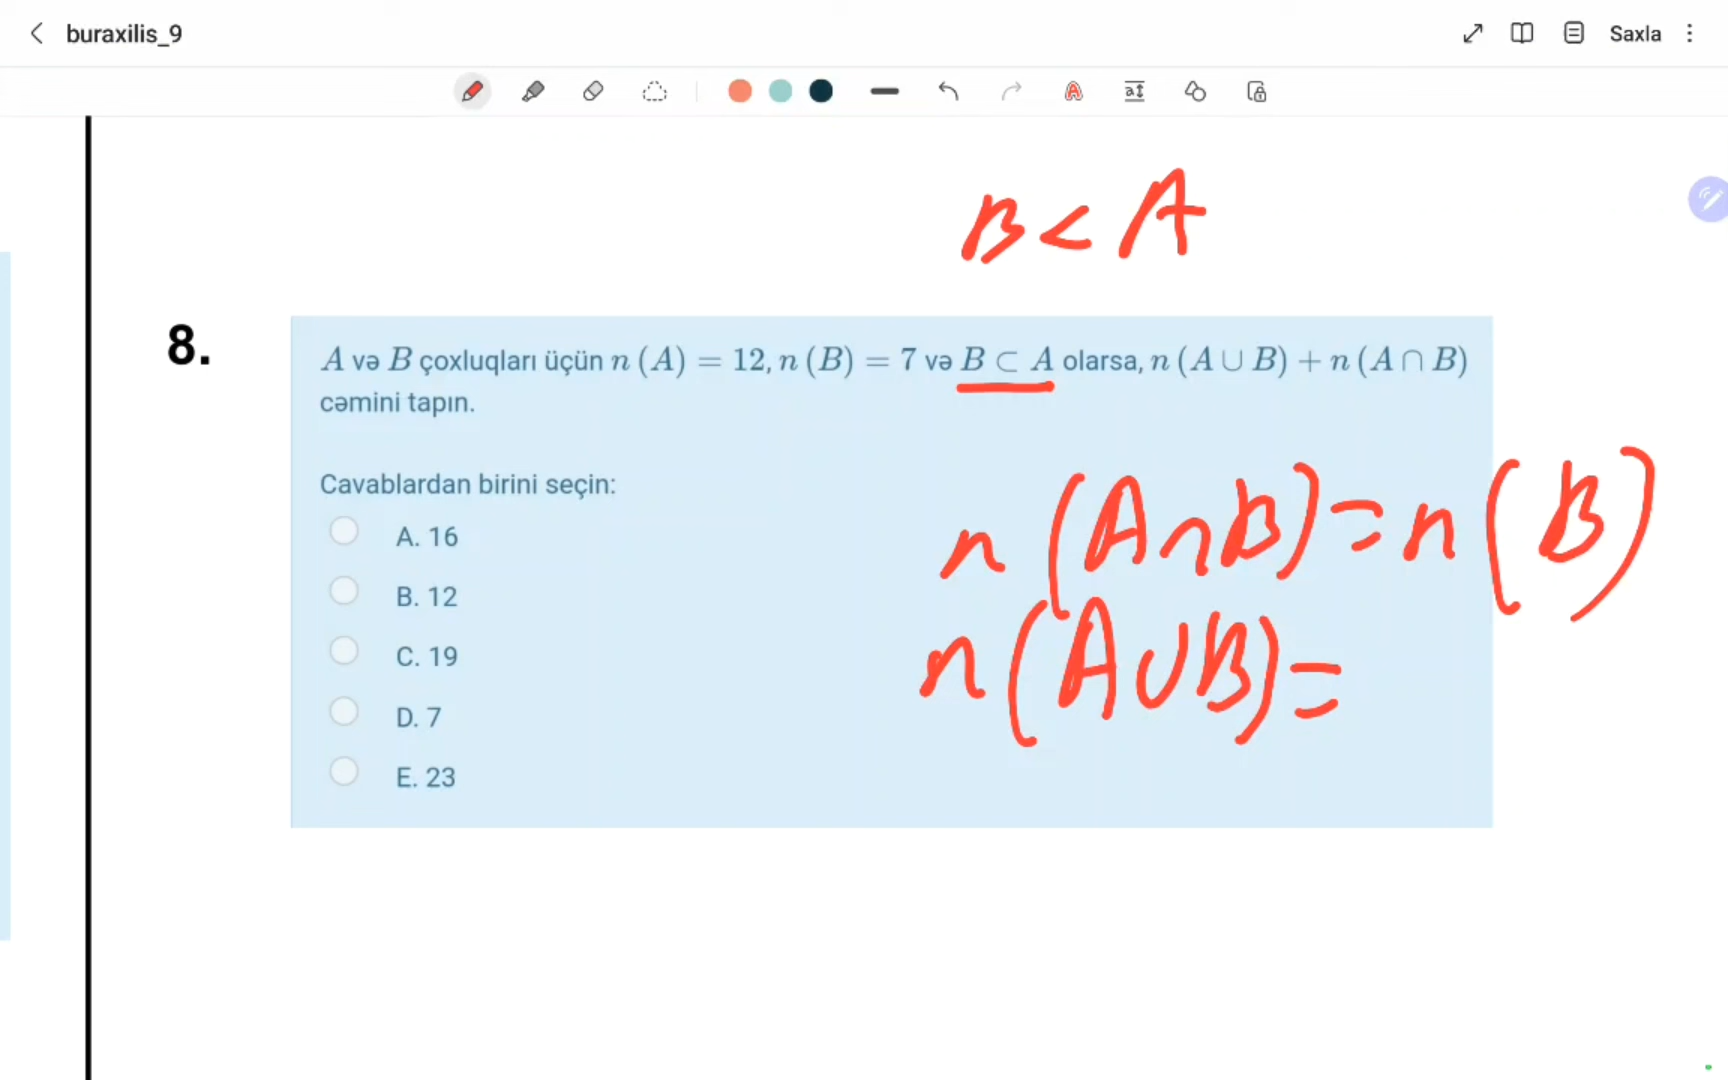 buraxilis_9
Saxla
B < A
8.
A və B çoxluqları üçün n (A) = 12, n (B) = 7 və B ⊂ A olarsa, n (A ∪ B) + n (A ∩ B)
cəmini tapın.
Cavablardan birini seçin:
A. 16
B. 12
C. 19
D. 7
E. 23
n (A∩B) = n (B)
n (A∪B) =